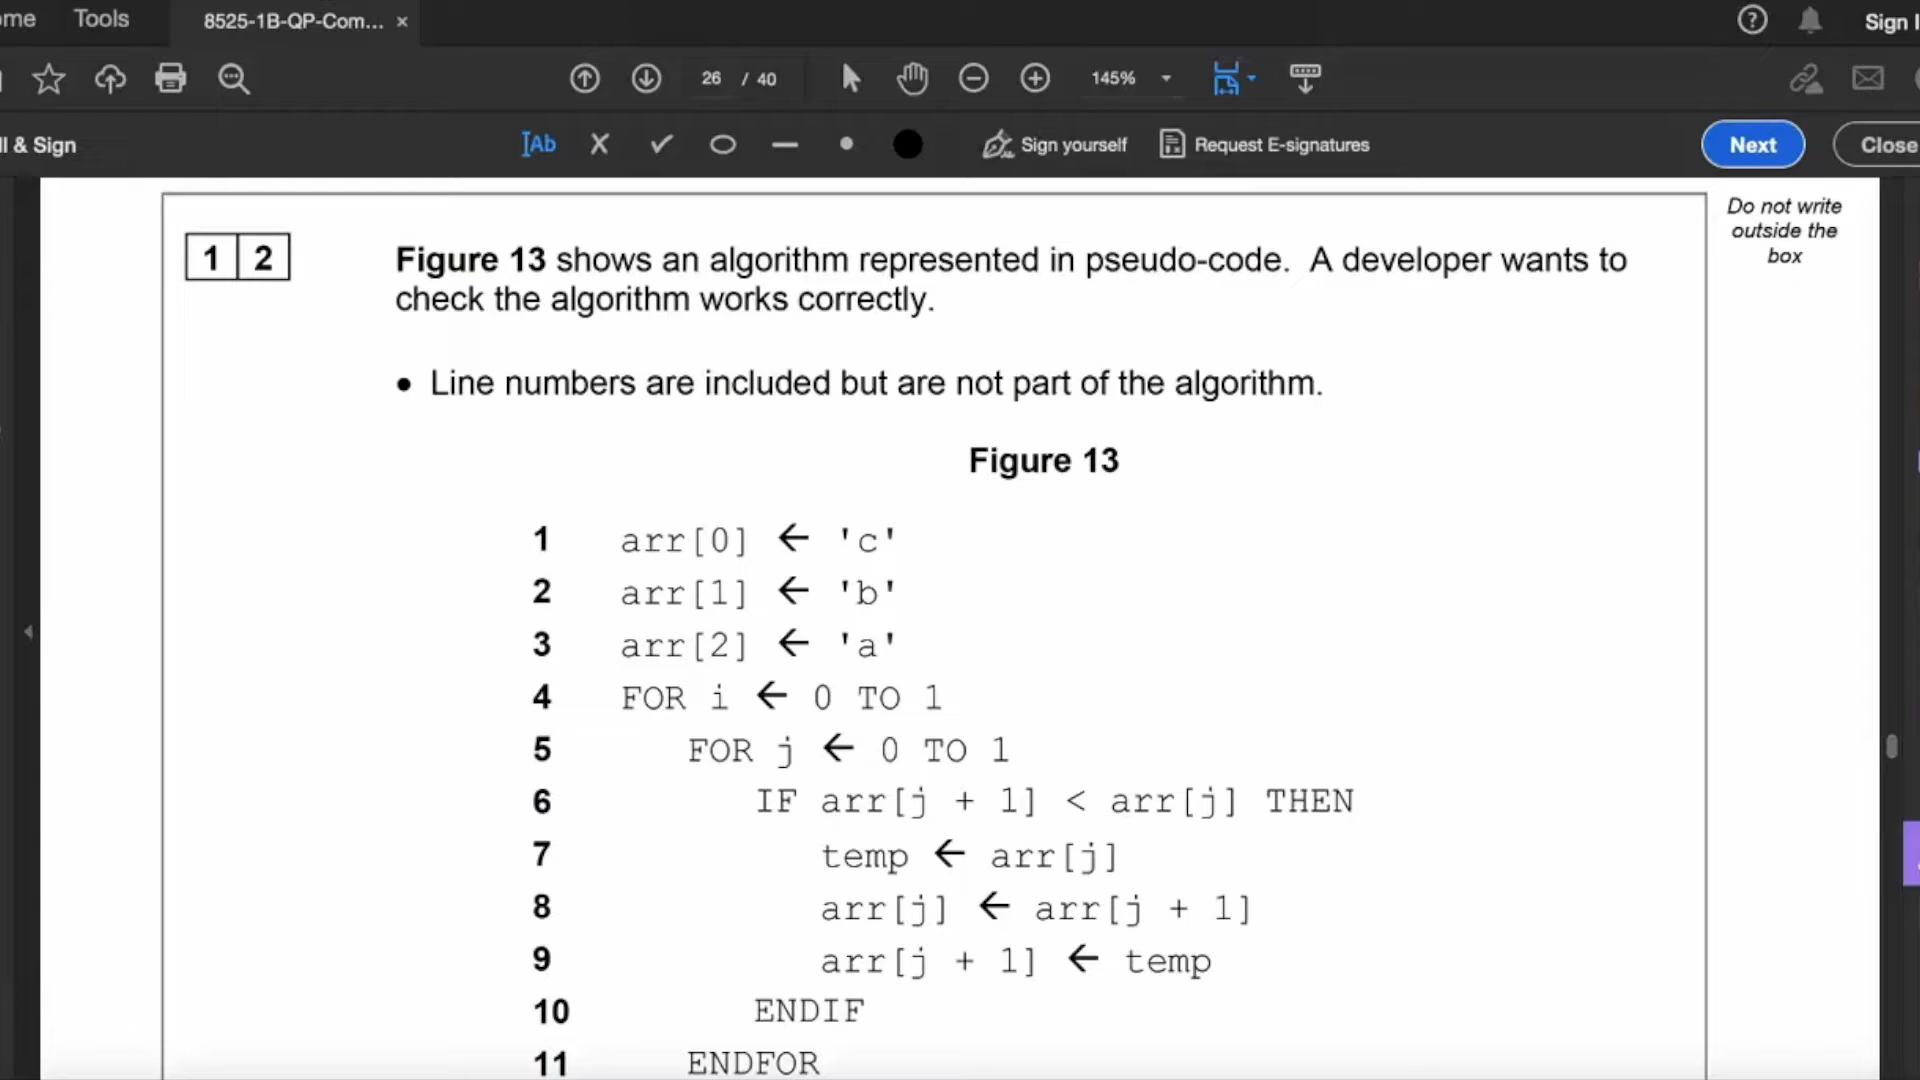 ome Tools 8525-1B-QP-Com... × ? Sign I
26 / 40 145%
ll & Sign IAb Sign yourself Request E-signatures Next Close
Do not write
outside the
box
1 2 Figure 13 shows an algorithm represented in pseudo-code. A developer wants to
check the algorithm works correctly.
• Line numbers are included but are not part of the algorithm.
Figure 13
1 arr[0] ← 'c'
2 arr[1] ← 'b'
3 arr[2] ← 'a'
4 FOR i ← 0 TO 1
5 FOR j ← 0 TO 1
6 IF arr[j + 1] < arr[j] THEN
7 temp ← arr[j]
8 arr[j] ← arr[j + 1]
9 arr[j + 1] ← temp
10 ENDIF
11 ENDFOR